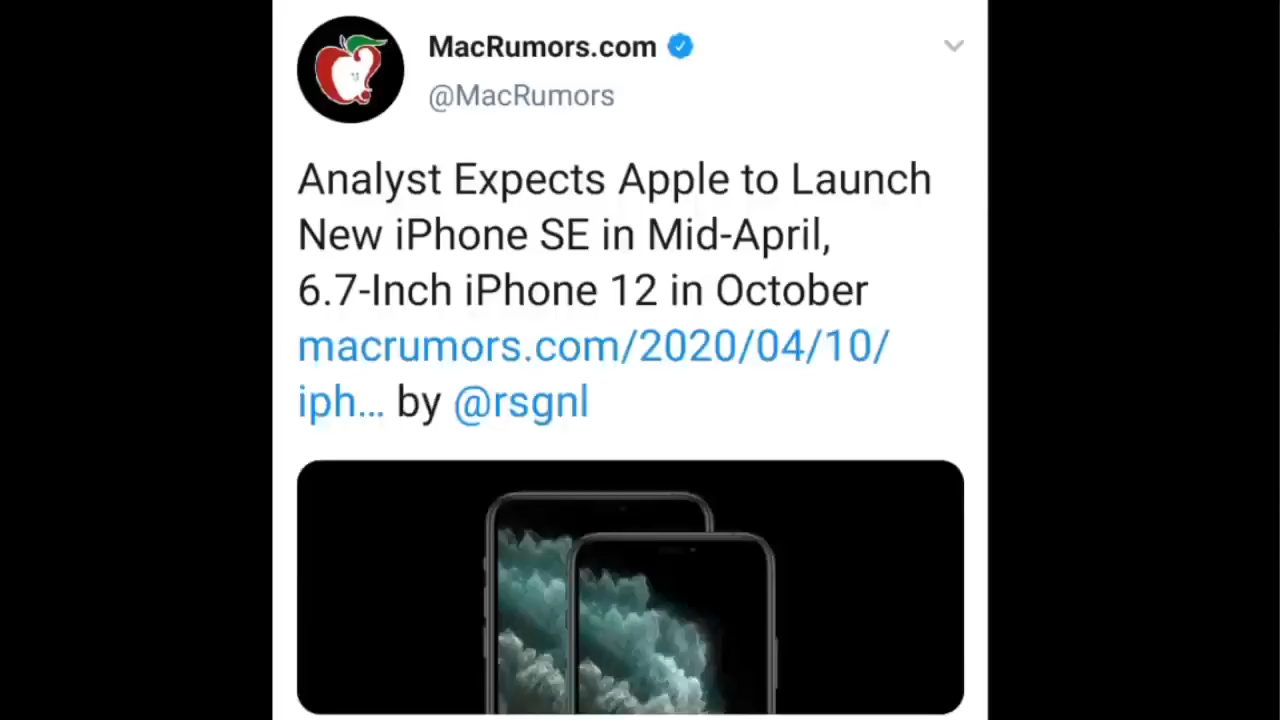 MacRumors.com
@MacRumors
Analyst Expects Apple to Launch
New iPhone SE in Mid-April,
6.7-Inch iPhone 12 in October
macrumors.com/2020/04/10/
iph... by @rsgnl